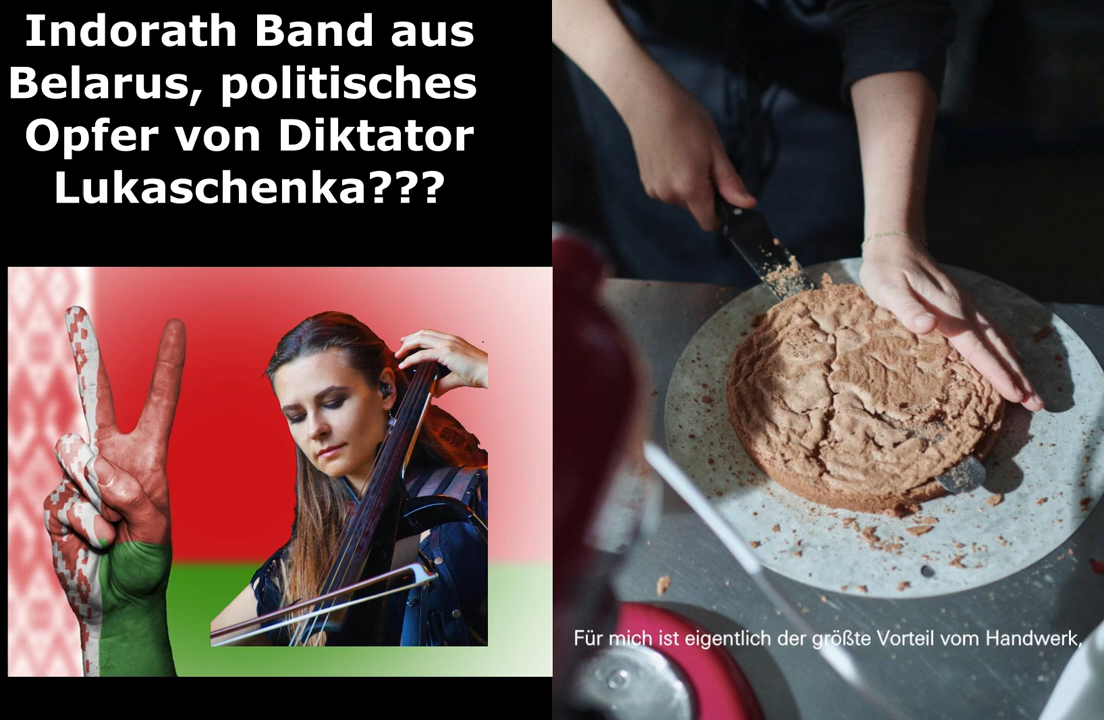 Indorath Band aus
Belarus, politisches
Opfer von Diktator
Lukaschenka???
Für mich ist eigentlich der größte Vorteil vom Handwerk,